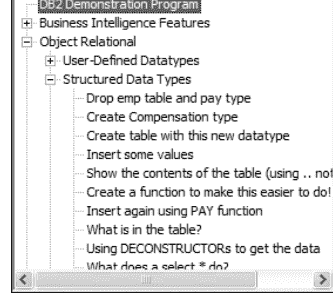 DB2 Demonstration Program
Business Intelligence Features
Object Relational
User-Defined Datatypes
Structured Data Types
Drop emp table and pay type
Create Compensation type
Create table with this new datatype
Insert some values
Show the contents of the table (using .. not
Create a function to make this easier to do!
Insert again using PAY function
What is in the table?
Using DECONSTRUCTORs to get the data
What does a select * do?